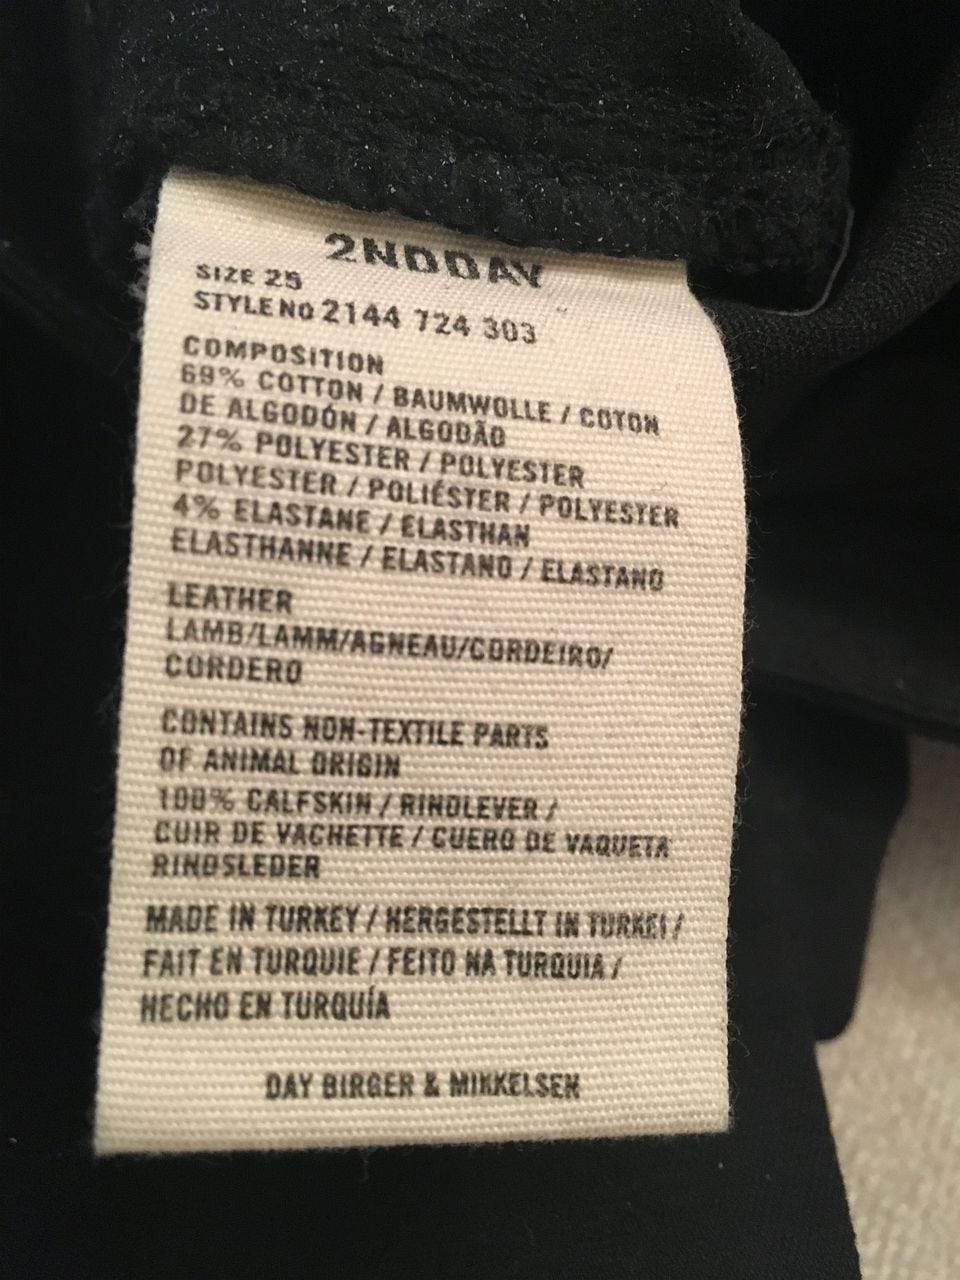 2NDDAY
SIZE 25
STYLE NO 2144 724 303
COMPOSITION
69% COTTON / BAUMWOLLE / COTON
DE ALGODÓN / ALGODÃO
27% POLYESTER / POLYESTER
POLYESTER / POLIÉSTER / POLYESTER
4% ELASTANE / ELASTHAN
ELASTHANNE / ELASTANO / ELASTANO
LEATHER
LAMB/LAMM/AGNEAU/CORDEIRO/
CORDERO
CONTAINS NON-TEXTILE PARTS
OF ANIMAL ORIGIN
100% CALFSKIN / RINDLEVER /
CUIR DE VACHETTE / CUERO DE VAQUETA
RINDSLEDER
MADE IN TURKEY / HERGESTELLT IN TURKEI /
FAIT EN TURQUIE / FEITO NA TURQUIA /
HECHO EN TURQUÍA
DAY BIRGER & MIKKELSEN